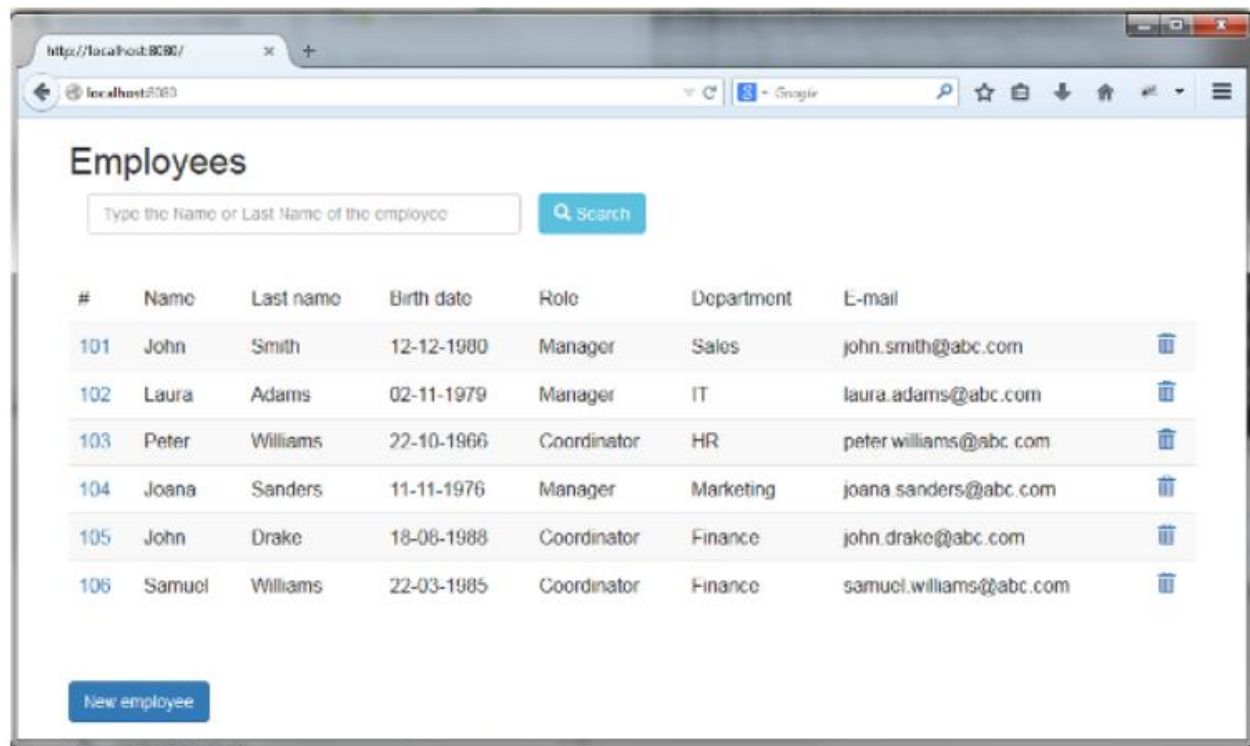 http://localhost:8080/
localhost:8080 Google
Employees
Type the Name or Last Name of the employee Search
# Name Last name Birth date Role Department E-mail
101 John Smith 12-12-1980 Manager Sales john.smith@abc.com
102 Laura Adams 02-11-1979 Manager IT laura.adams@abc.com
103 Peter Williams 22-10-1966 Coordinator HR peter.williams@abc.com
104 Joana Sanders 11-11-1976 Manager Marketing joana.sanders@abc.com
105 John Drake 18-08-1988 Coordinator Finance john.drake@abc.com
106 Samuel Williams 22-03-1985 Coordinator Finance samuel.williams@abc.com
New employee